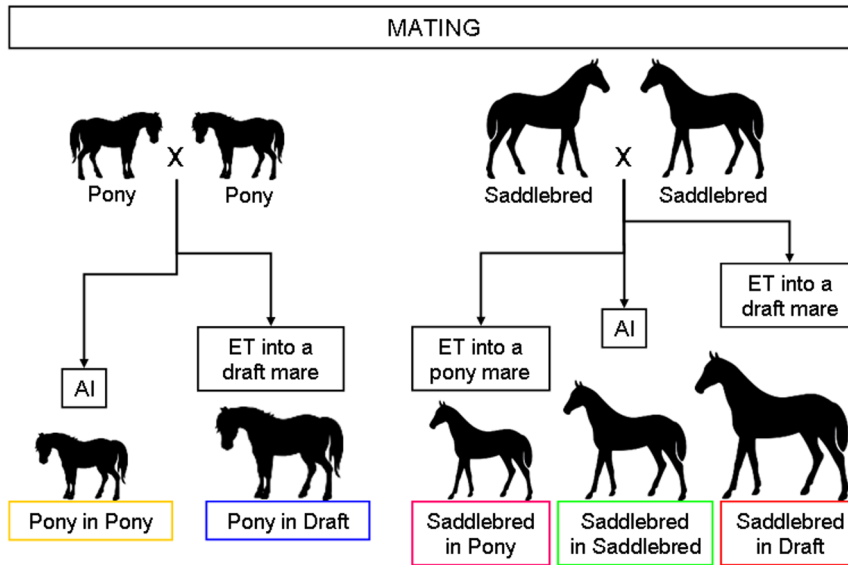 MATING
X
Pony
Pony
X
Saddlebred
Saddlebred
AI
ET into a
draft mare
ET into a
pony mare
AI
ET into a
draft mare
Pony in Pony
Pony in Draft
Saddlebred
in Pony
Saddlebred
in Saddlebred
Saddlebred
in Draft